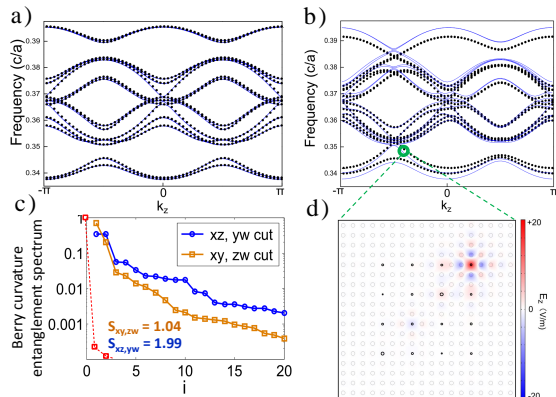 a)
b)
0.39
0.38
0.37
0.36
0.35
0.34
Frequency (c/a)
-π
0
π
k_z
0.39
0.38
0.37
0.36
0.35
0.34
Frequency (c/a)
-π
0
π
k_z
c)
d)
Berry curvature
entanglement spectrum
1
0.1
0.01
0.001
xz, yw cut
xy, zw cut
S_xy,zw = 1.04
S_xz,yw = 1.99
0
5
10
15
20
i
+20
0
-20
E_z (V/m)